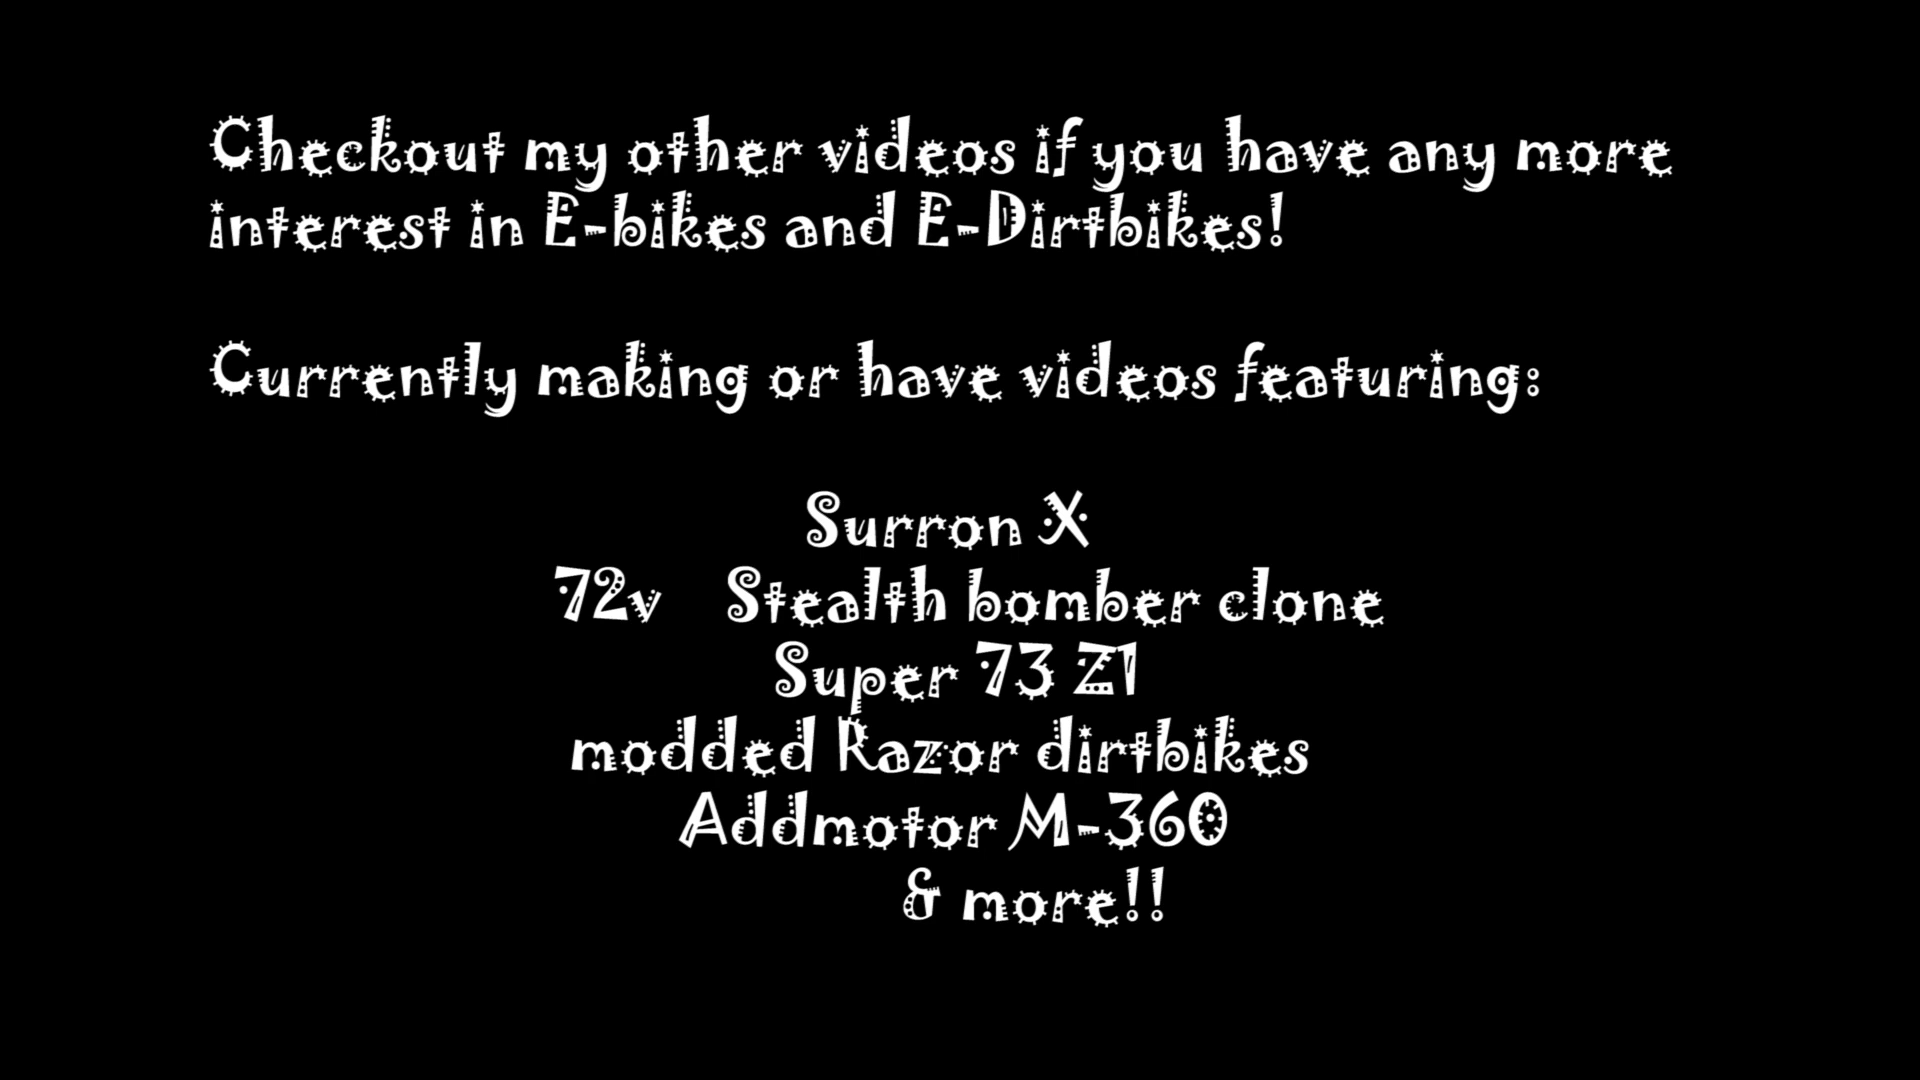 Checkout my other videos if you have any more
interest in E-bikes and E-Dirtbikes!
Currently making or have videos featuring:
Surron X
72v Stealth bomber clone
Super 73 Z1
modded Razor dirtbikes
Addmotor M-360
& more!!